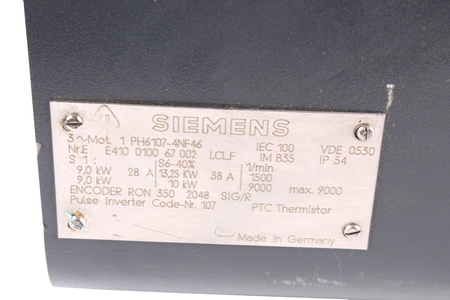 SIEMENS
3~Mot. 1 PH6107-4NF46 IEC 100 VDE 0530
Nr.E E410 0100 67 002 I.CL.F IM B35 IP 54
S 1: S6-40% 1/min
9,0 kW 28 A 13,25 KW 38 A 1500
9,0 kW 10 kW 9000 max. 9000
ENCODER RON 350 2048 SIG/R
Pulse Inverter Code-Nr. 107 PTC Thermistor
Made in Germany